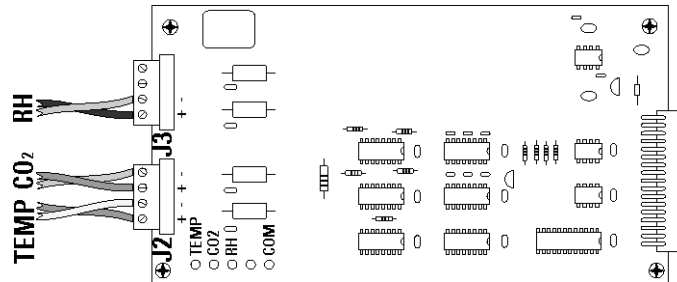 RH
- +
J3
CO2
- +
TEMP
- +
J2
TEMP
CO2
RH
COM